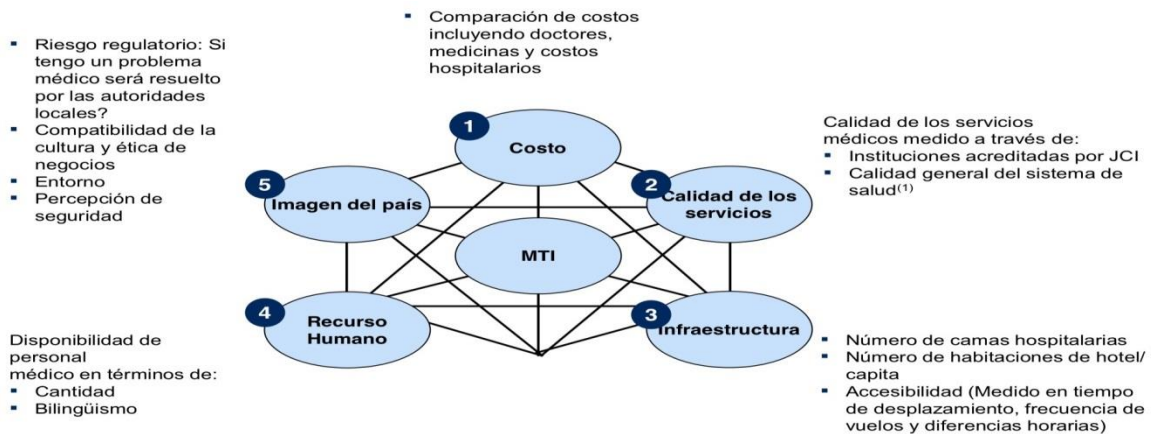 ▪ Comparación de costos
incluyendo doctores,
medicinas y costos
hospitalarios
▪ Riesgo regulatorio: Si
tengo un problema
médico será resuelto
por las autoridades
locales?
▪ Compatibilidad de la
cultura y ética de
negocios
▪ Entorno
▪ Percepción de
seguridad
1
Costo
Calidad de los servicios
médicos medido a través de:
▪ Instituciones acreditadas por JCI
▪ Calidad general del sistema de
salud(1)
5
Imagen del país
2
Calidad de los
servicios
MTI
4
Recurso
Humano
3
Infraestructura
Disponibilidad de
personal
médico en términos de:
▪ Cantidad
▪ Bilingüismo
▪ Número de camas hospitalarias
▪ Número de habitaciones de hotel/
capita
▪ Accesibilidad (Medido en tiempo
de desplazamiento, frecuencia de
vuelos y diferencias horarias)